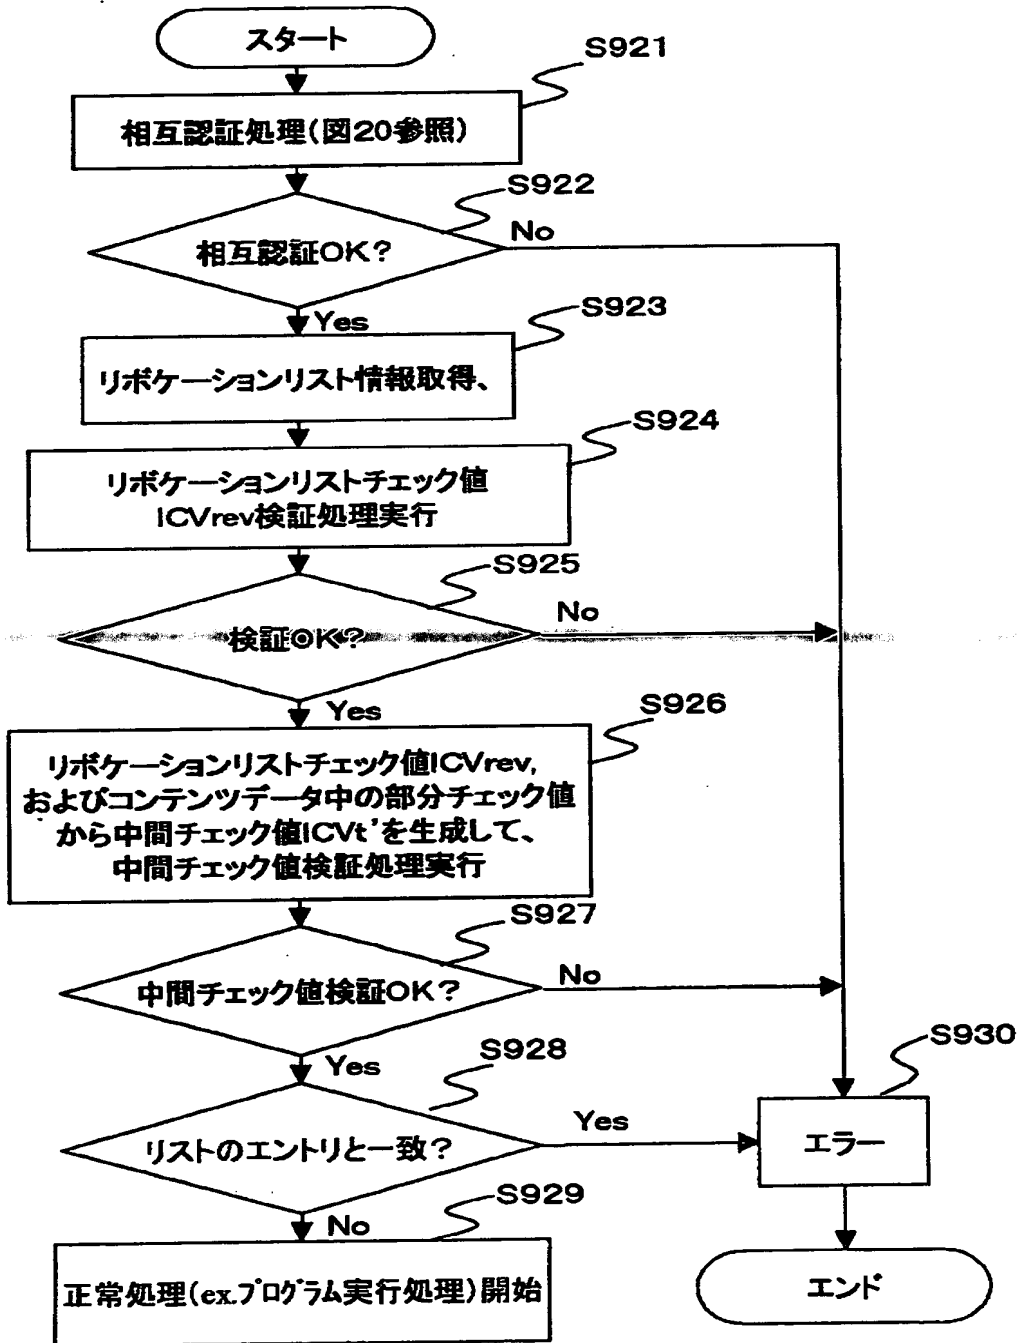 スタート
S921
相互認証処理(図20参照)
S922
相互認証OK?
No
Yes
S923
リボケーションリスト情報取得、
S924
リボケーションリストチェック値
ICVrev検証処理実行
S925
検証OK?
No
Yes
S926
リボケーションリストチェック値ICVrev,
およびコンテンツデータ中の部分チェック値
から中間チェック値ICVt'を生成して、
中間チェック値検証処理実行
S927
中間チェック値検証OK?
No
Yes
S928
リストのエントリと一致?
Yes
S930
エラー
No
S929
正常処理(ex.プログラム実行処理)開始
エンド